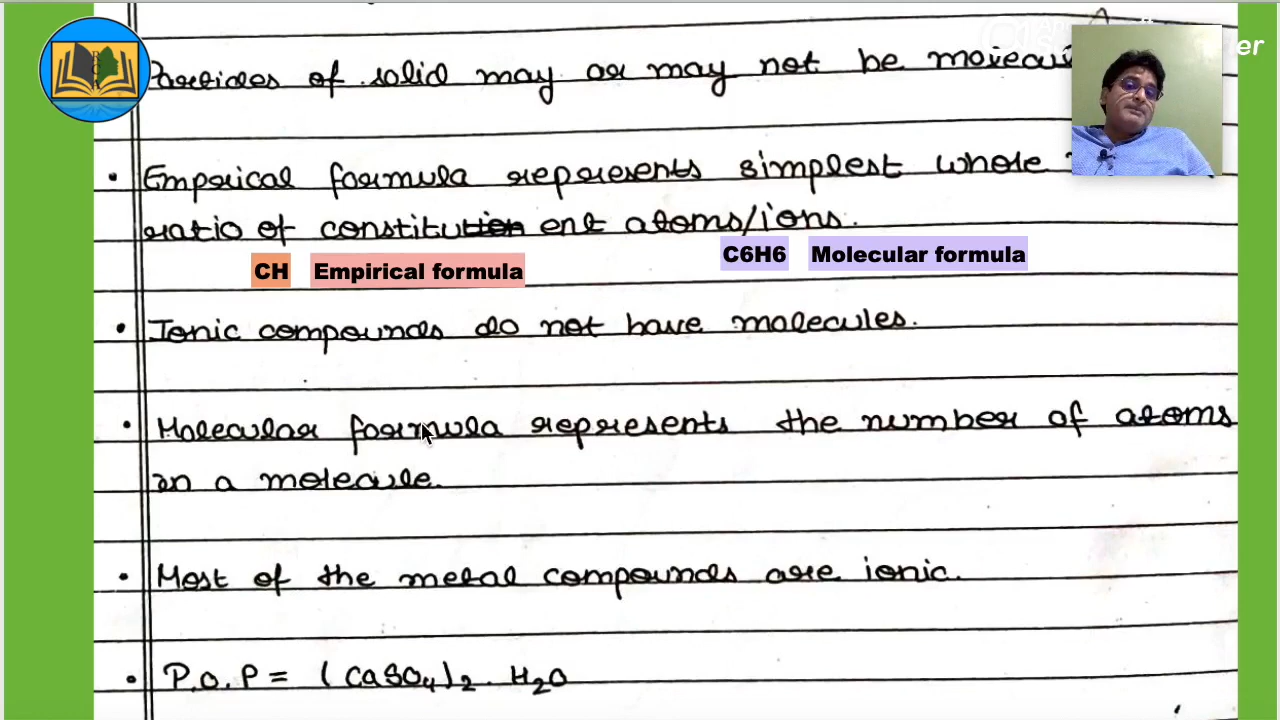 Particles of solid may or may not be
• Empirical formula represents simplest whole
ratio of constitution ent atoms/ions.
CH Empirical formula
C6H6 Molecular formula
• Ionic compounds do not have molecules.
• Molecular formula represents the number of atoms
in a molecule.
• Most of the metal compounds are ionic.
• P.O.P = (CaSO4)2 . H2O